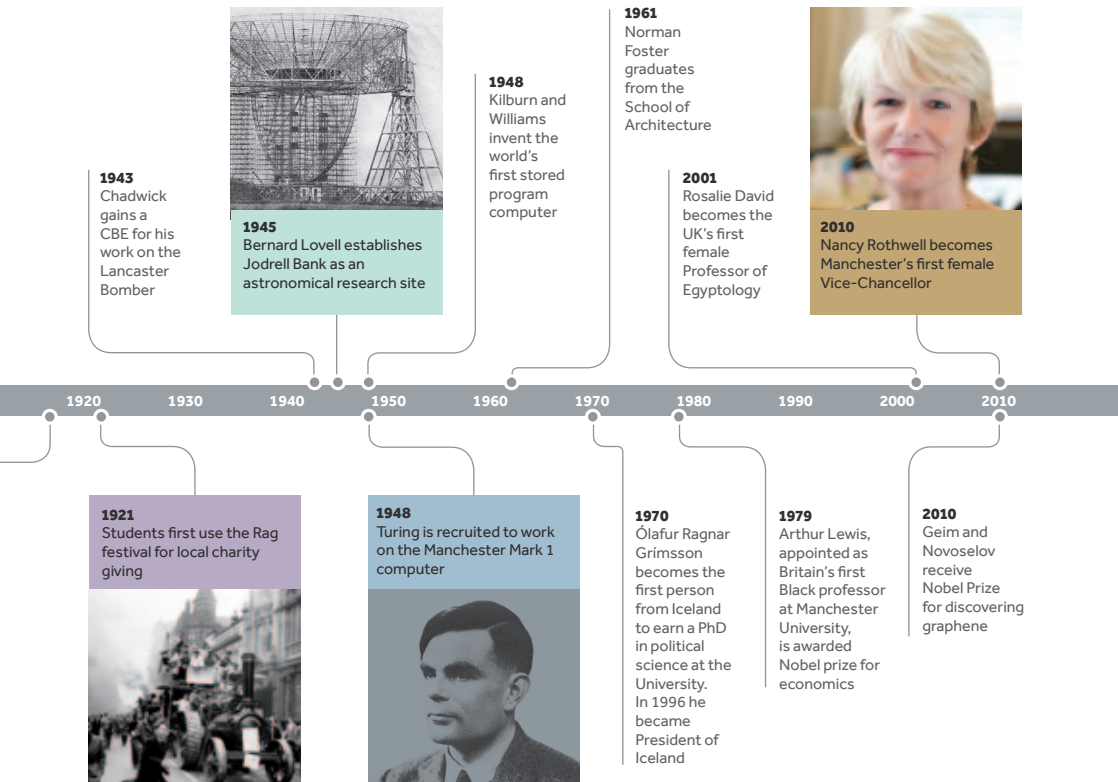 1943
Chadwick
gains a
CBE for his
work on the
Lancaster
Bomber
1945
Bernard Lovell establishes
Jodrell Bank as an
astronomical research site
1948
Kilburn and
Williams
invent the
world's
first stored
program
computer
1961
Norman
Foster
graduates
from the
School of
Architecture
2001
Rosalie David
becomes the
UK's first
female
Professor of
Egyptology
2010
Nancy Rothwell becomes
Manchester's first female
Vice-Chancellor
1920 1930 1940 1950 1960 1970 1980 1990 2000 2010
1921
Students first use the Rag
festival for local charity
giving
1948
Turing is recruited to work
on the Manchester Mark 1
computer
1970
Ólafur Ragnar
Grímsson
becomes the
first person
from Iceland
to earn a PhD
in political
science at the
University.
In 1996 he
became
President of
Iceland
1979
Arthur Lewis,
appointed as
Britain's first
Black professor
at Manchester
University,
is awarded
Nobel prize for
economics
2010
Geim and
Novoselov
receive
Nobel Prize
for discovering
graphene